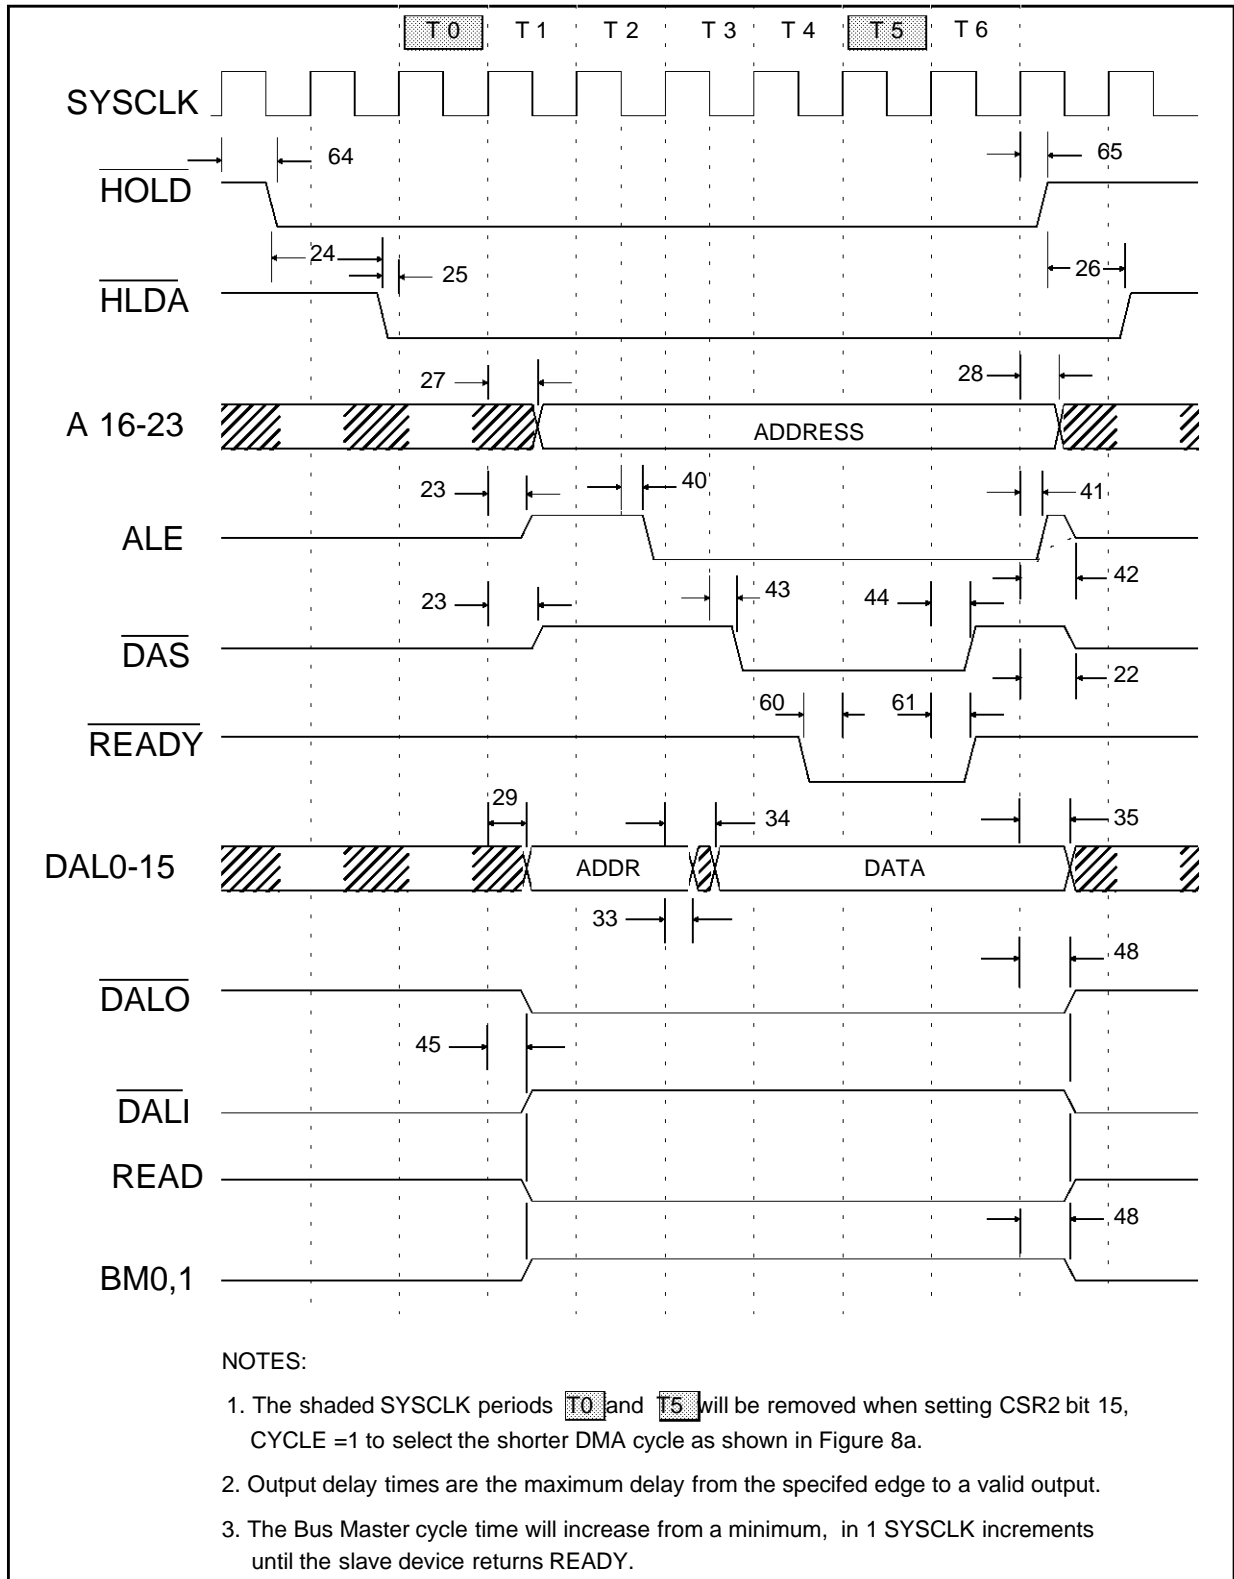 T 0 T 1 T 2 T 3 T 4 T 5 T 6
SYSCLK
64 65
HOLD
24 25 26
HLDA
27 28
A 16-23 ADDRESS
23 40 41
ALE
42
23 43 44
DAS
22
60 61
READY
29 34 35
DAL0-15 ADDR DATA
33
48
DALO
45
DALI
READ
48
BM0,1
NOTES:
1. The shaded SYSCLK periods T0 and T5 will be removed when setting CSR2 bit 15,
CYCLE =1 to select the shorter DMA cycle as shown in Figure 8a.
2. Output delay times are the maximum delay from the specifed edge to a valid output.
3. The Bus Master cycle time will increase from a minimum, in 1 SYSCLK increments
until the slave device returns READY.